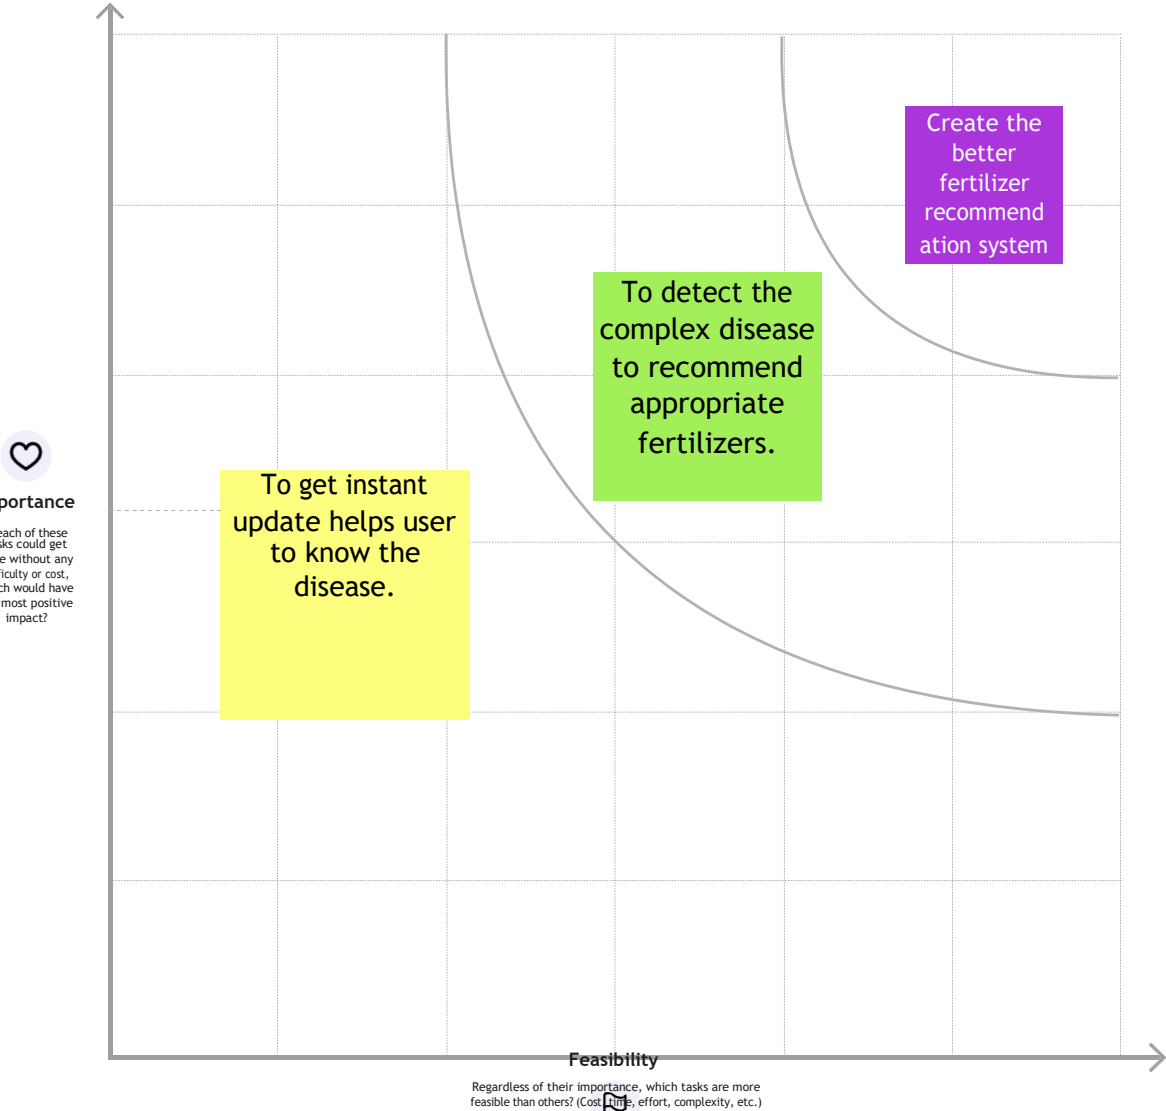 Create the
better
fertilizer
recommend
ation system
To detect the
complex disease
to recommend
appropriate
fertilizers.
To get instant
update helps user
to know the
disease.
portance
each of these
sks could get
e without any
ficulty or cost,
ch would have
most positive
impact?
Feasibility
Regardless of their importance, which tasks are more
feasible than others? (Cost, time, effort, complexity, etc.)